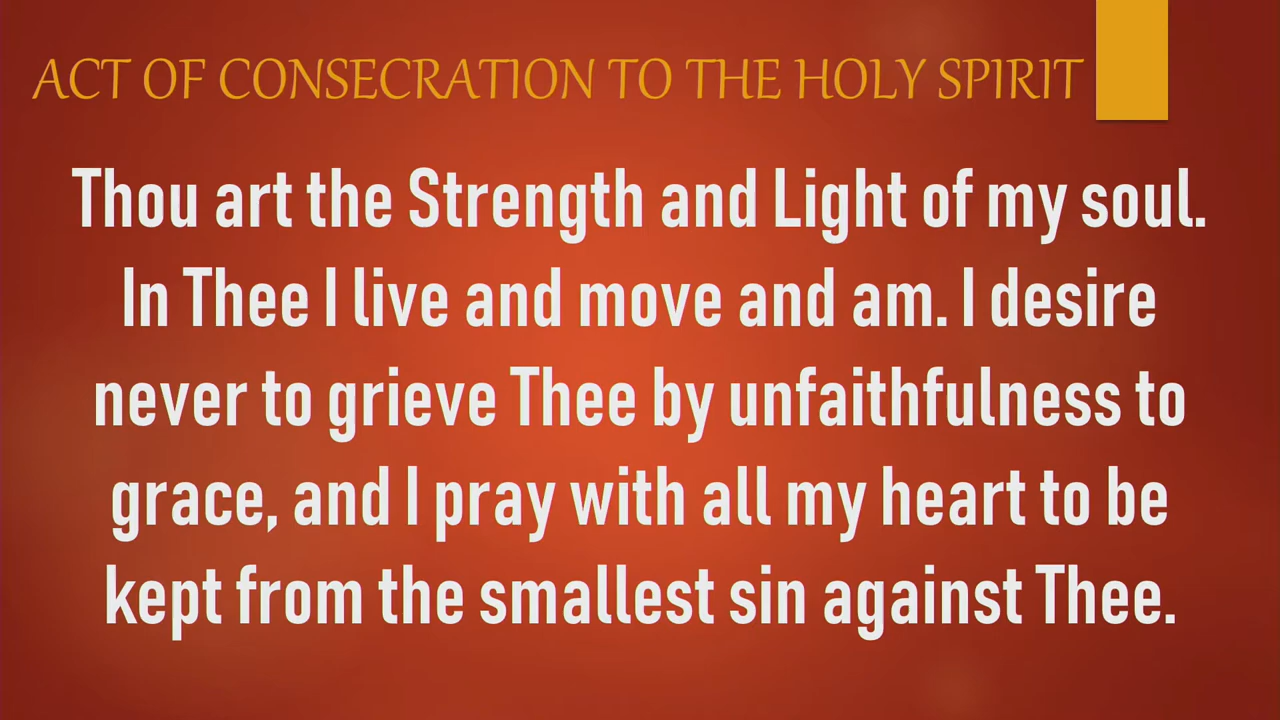 ACT OF CONSECRATION TO THE HOLY SPIRIT
Thou art the Strength and Light of my soul.
In Thee I live and move and am. I desire
never to grieve Thee by unfaithfulness to
grace, and I pray with all my heart to be
kept from the smallest sin against Thee.